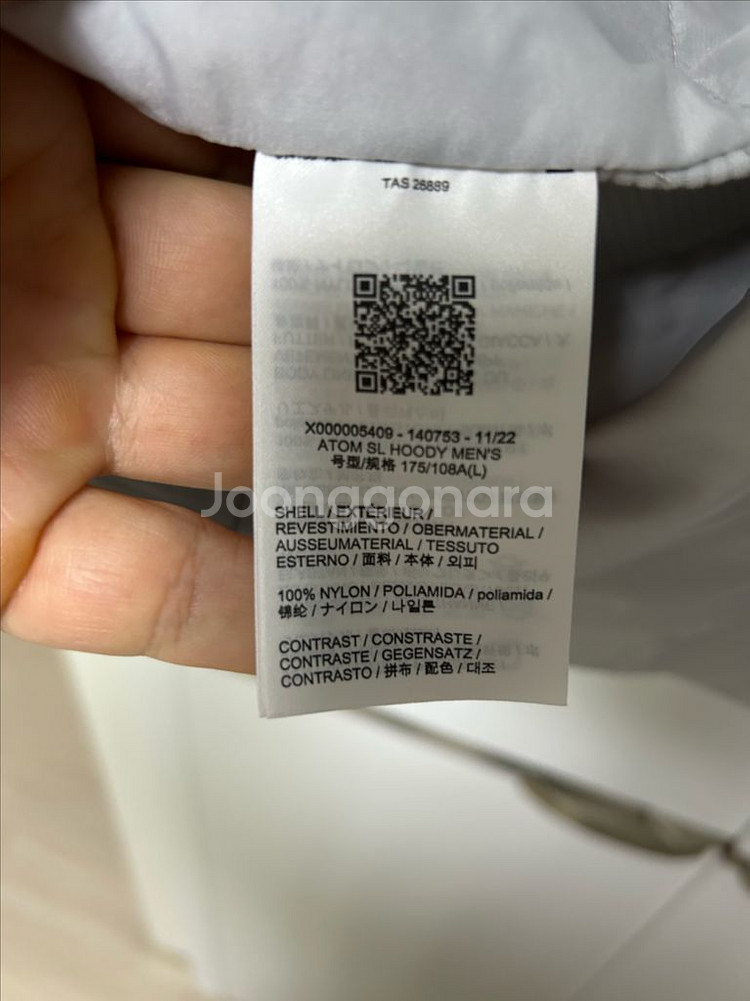 TAS 26889
X000005409 - 140753 - 11/22
ATOM SL HOODY MEN'S
号型/规格 175/108A(L)
Joonggonara
SHELL / EXTÉRIEUR /
REVESTIMIENTO / OBERMATERIAL /
AUSSEUMATERIAL / TESSUTO
ESTERNO / 面料 / 本体 / 외피
100% NYLON / POLIAMIDA / poliamida /
锦纶 / ナイロン / 나일론
CONTRAST / CONSTRASTE /
CONTRASTE / GEGENSATZ /
CONTRASTO / 拼布 / 配色 / 대조